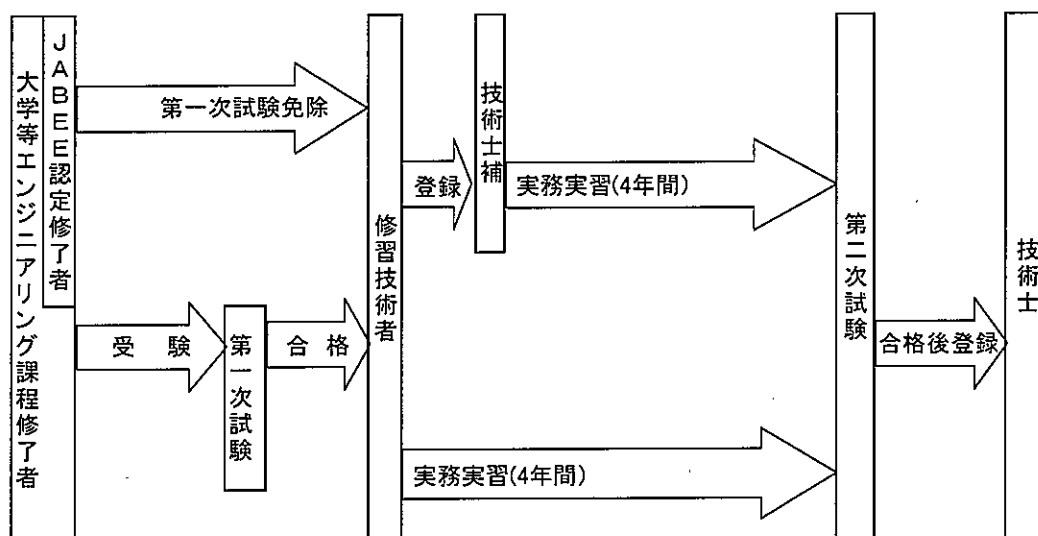 大学等エンジニアリング課程修了者
JABEE認定修了者
第一次試験免除
受　験
第一次試験
合 格
修習技術者
登録
技術士補
実務実習(4年間)
実務実習(4年間)
第二次試験
合格後登録
技術士